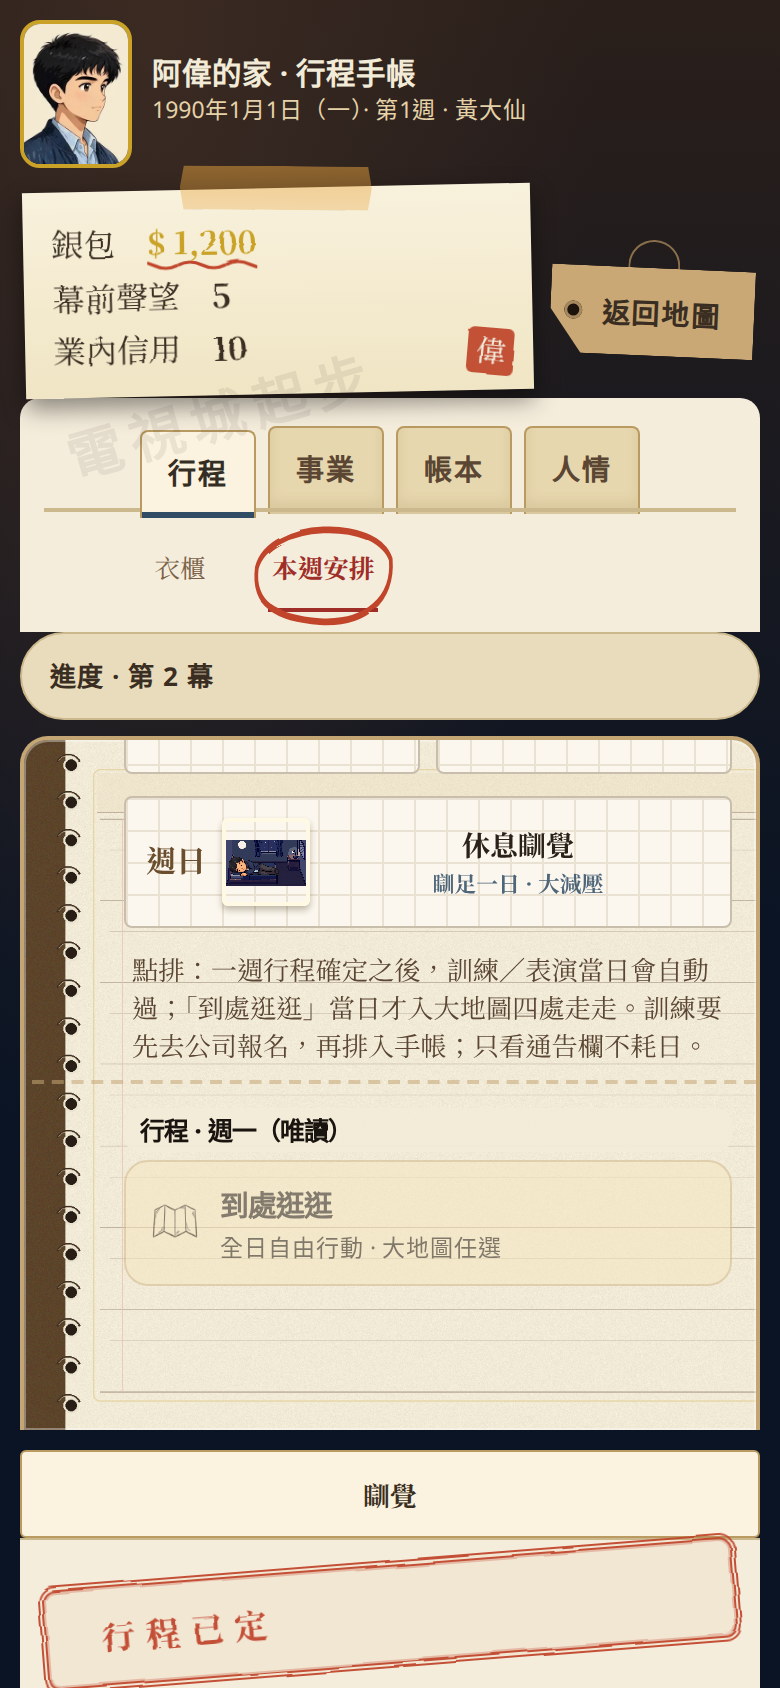 阿偉的家 · 行程手帳
1990年1月1日（一）· 第1週 · 黃大仙
銀包 $ 1,200
幕前聲望 5
業內信用 10
偉
返回地圖
電視城起步
行程 事業 帳本 人情
衣櫃 本週安排
進度 · 第 2 幕
週日 休息瞓覺
瞓足一日 · 大減壓
點排：一週行程確定之後，訓練／表演當日會自動
過；「到處逛逛」當日才入大地圖四處走走。訓練要
先去公司報名，再排入手帳；只看通告欄不耗日。
行程 · 週一（唯讀）
到處逛逛
全日自由行動 · 大地圖任選
瞓覺
行程已定